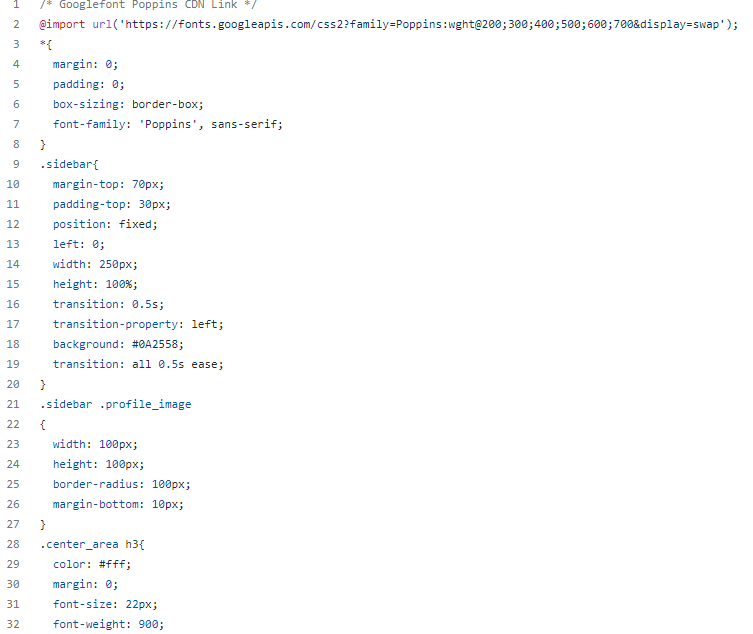 1 /* Googlefont Poppins CDN Link */
2 @import url('https://fonts.googleapis.com/css2?family=Poppins:wght@200;300;400;500;600;700&display=swap');
3 *{
4 margin: 0;
5 padding: 0;
6 box-sizing: border-box;
7 font-family: 'Poppins', sans-serif;
8 }
9 .sidebar{
10 margin-top: 70px;
11 padding-top: 30px;
12 position: fixed;
13 left: 0;
14 width: 250px;
15 height: 100%;
16 transition: 0.5s;
17 transition-property: left;
18 background: #0A2558;
19 transition: all 0.5s ease;
20 }
21 .sidebar .profile_image
22 {
23 width: 100px;
24 height: 100px;
25 border-radius: 100px;
26 margin-bottom: 10px;
27 }
28 .center_area h3{
29 color: #fff;
30 margin: 0;
31 font-size: 22px;
32 font-weight: 900;